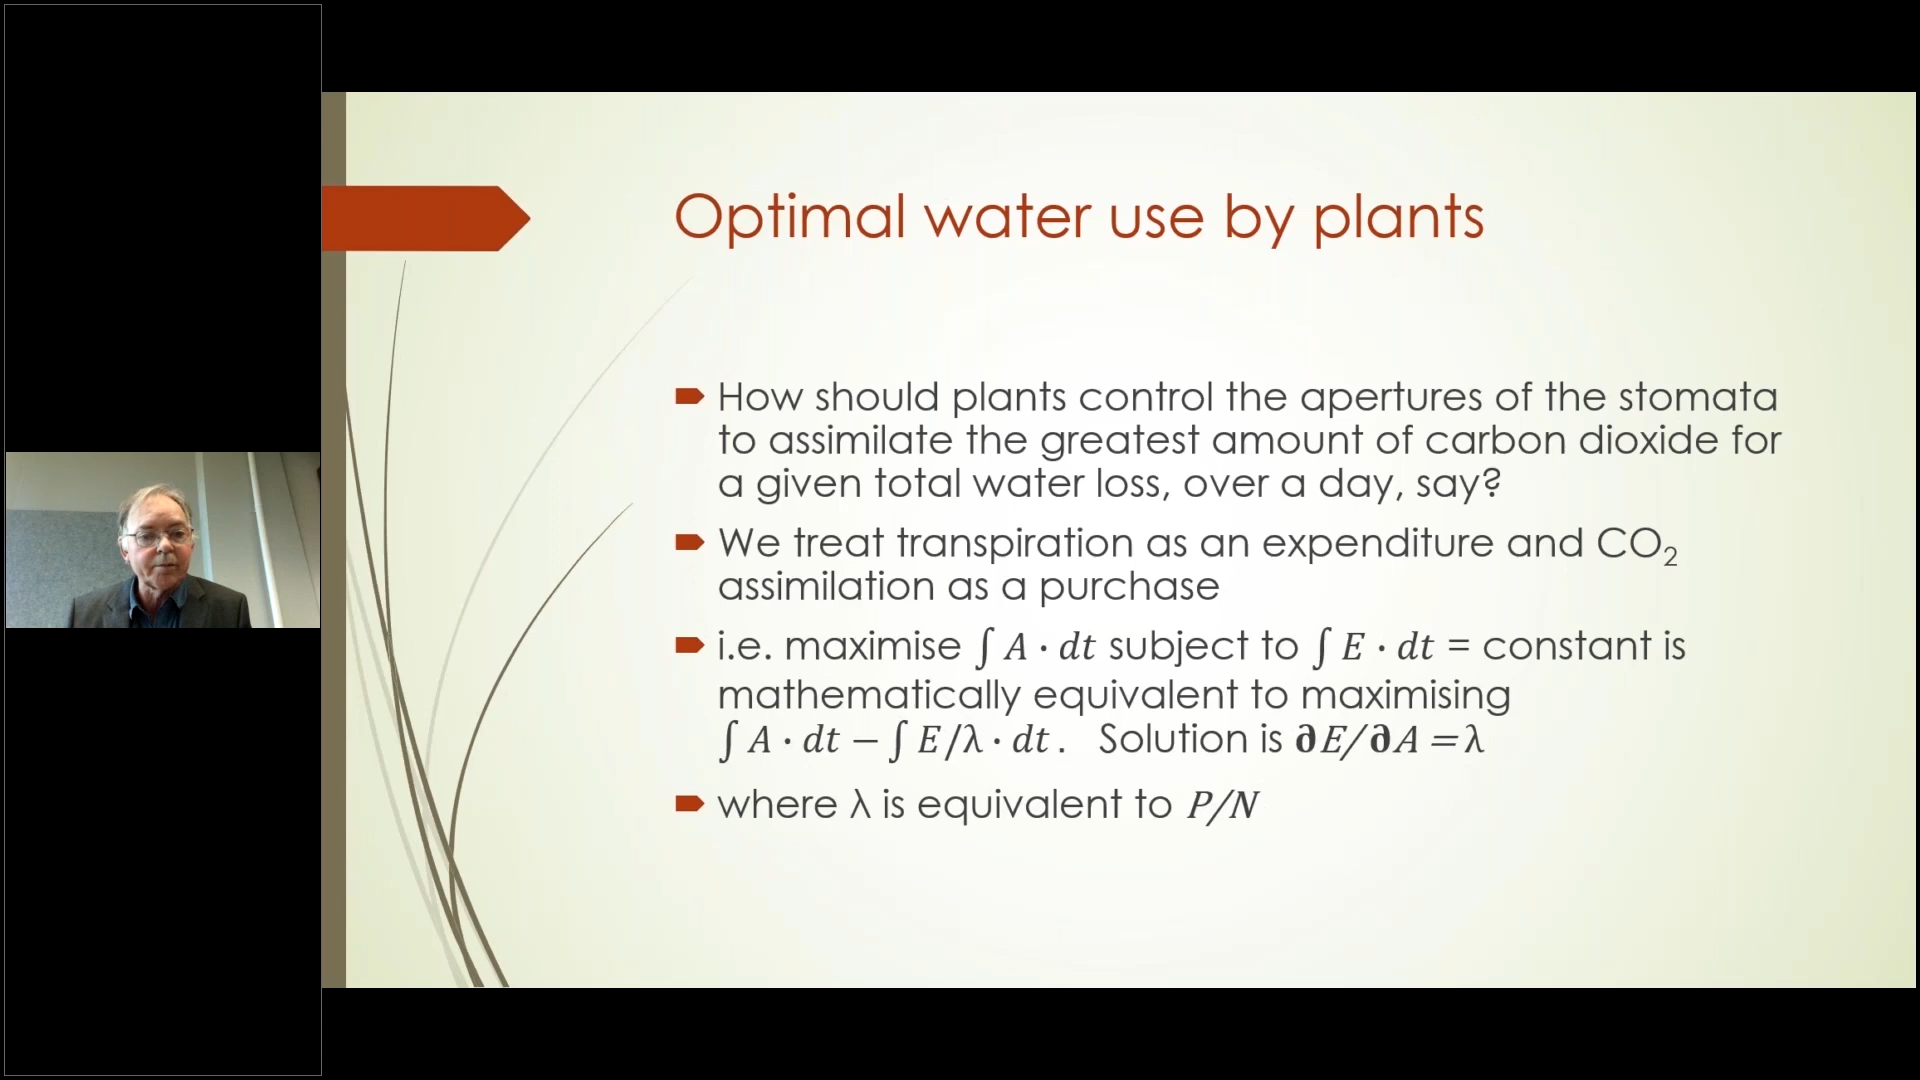 Optimal water use by plants
How should plants control the apertures of the stomata
to assimilate the greatest amount of carbon dioxide for
a given total water loss, over a day, say?
We treat transpiration as an expenditure and CO₂
assimilation as a purchase
i.e. maximise ∫ A · dt subject to ∫ E · dt = constant is
mathematically equivalent to maximising
∫ A · dt − ∫ E/λ · dt .   Solution is ∂E/∂A = λ
where λ is equivalent to P/N